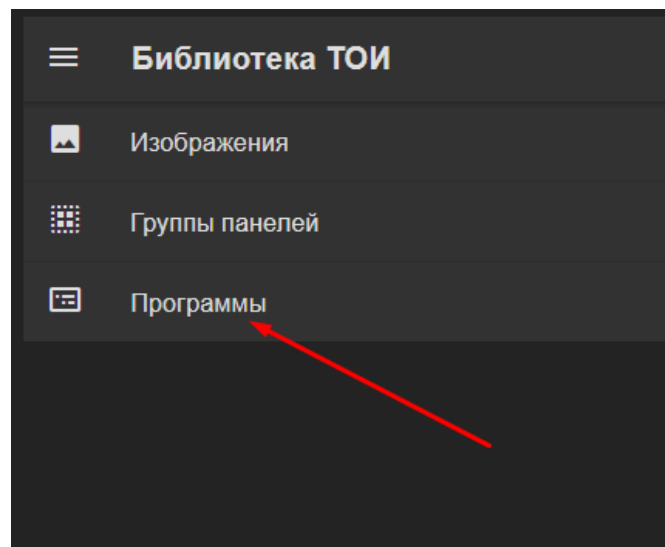 Библиотека ТОИ
Изображения
Группы панелей
Программы